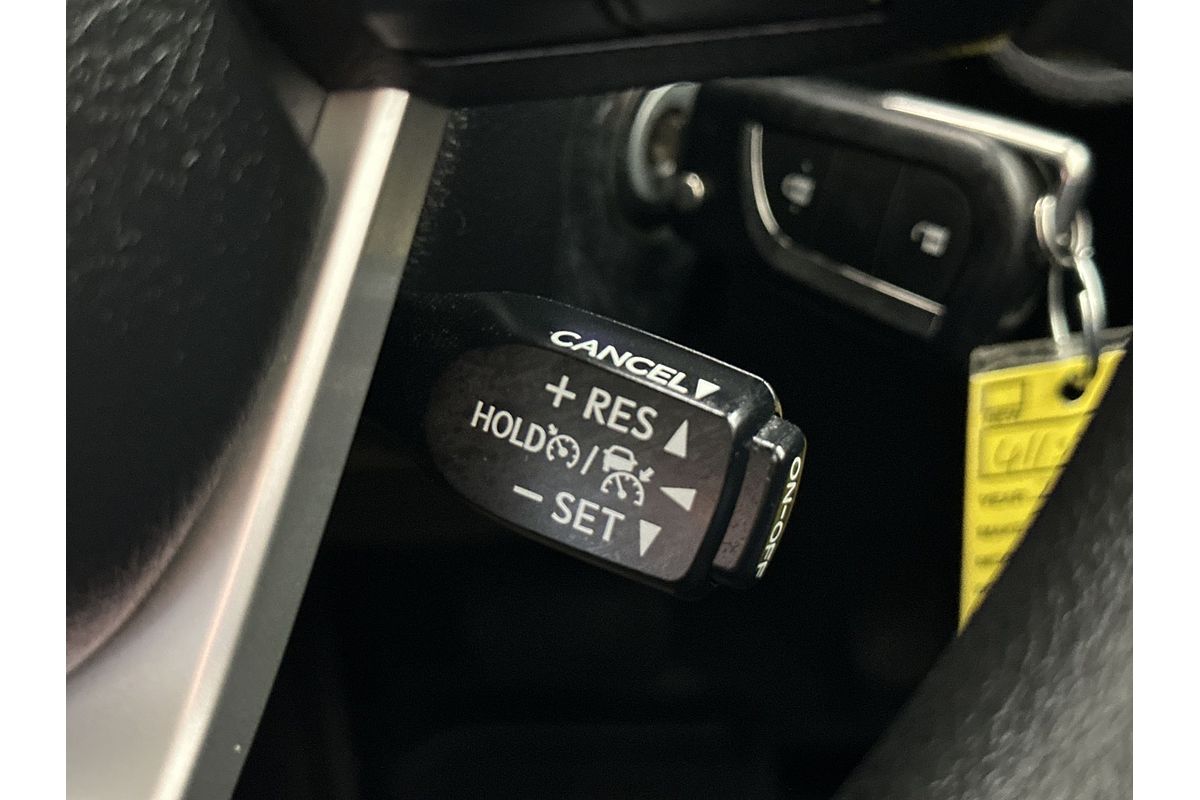 CANCEL▼
+ RES ▲
HOLD / ◀
− SET ▼
ON-OFF